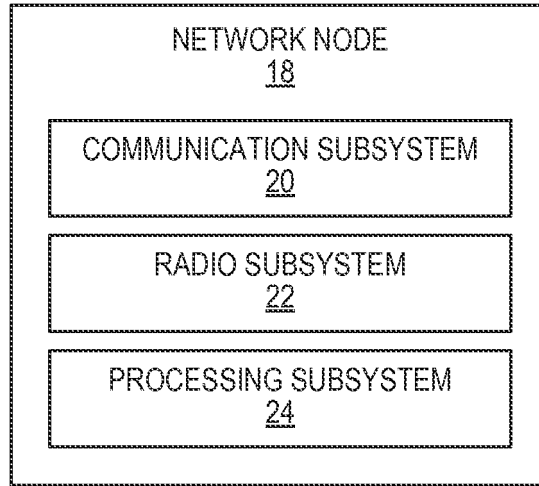 NETWORK NODE
18
COMMUNICATION SUBSYSTEM
20
RADIO SUBSYSTEM
22
PROCESSING SUBSYSTEM
24